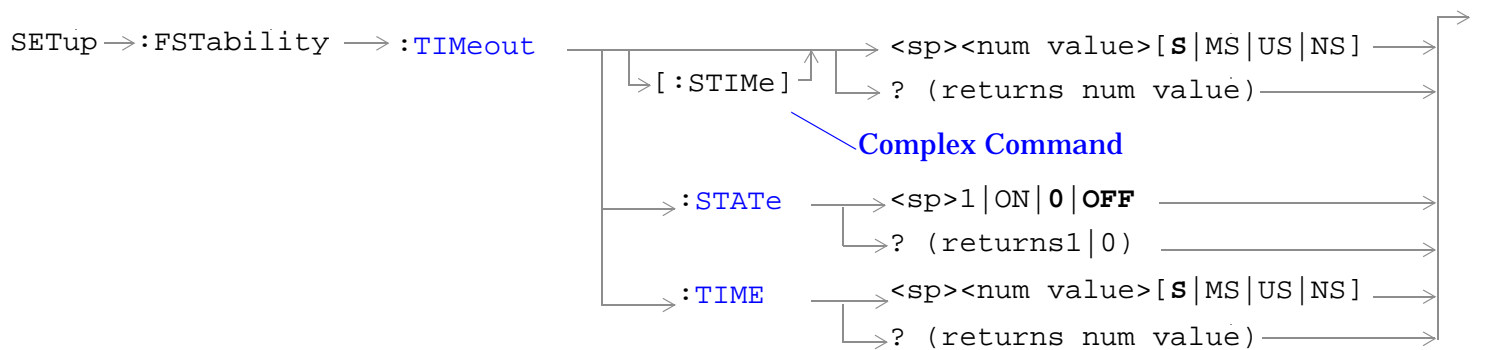 SETup :FSTability :TIMeout <sp><num value>[S|MS|US|NS]
[:STIMe] ? (returns num value)
Complex Command
:STATe <sp>1|ON|0|OFF
? (returns1|0)
:TIME <sp><num value>[S|MS|US|NS]
? (returns num value)